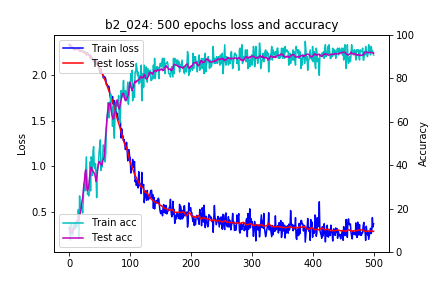 b2_024: 500 epochs loss and accuracy
Train loss
Test loss
Train acc
Test acc
Loss
2.0
1.5
1.0
0.5
Accuracy
100
80
60
40
20
0
0 100 200 300 400 500